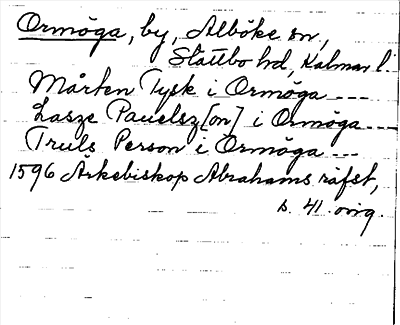 Ormöga, by, Alböke sn,
Slättbo hd, Kalmar l.
Mårten Tysk i Ormöga ---
Lasze Pauelsz[on] i Ormöga ---
Truls Person i Ormöga ---
1596 Ärkebiskop Abrahams räfst,
s. 41 orig.